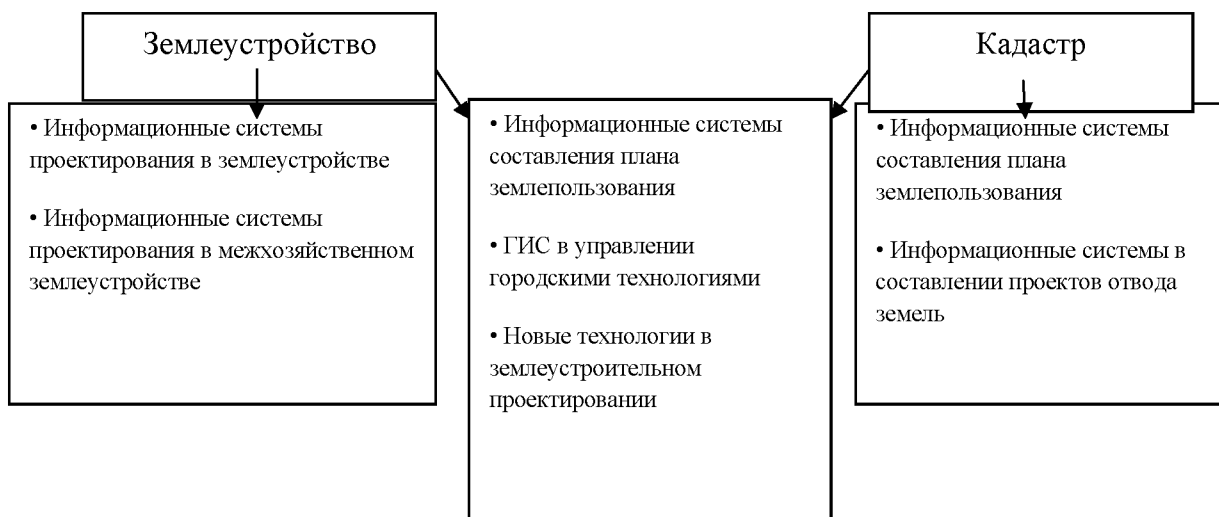 Землеустройство
Кадастр
• Информационные системы
проектирования в землеустройстве
• Информационные системы
проектирования в межхозяйственном
землеустройстве
• Информационные системы
составления плана
землепользования
• ГИС в управлении
городскими технологиями
• Новые технологии в
землеустроительном
проектировании
• Информационные системы
составления плана
землепользования
• Информационные системы в
составлении проектов отвода
земель